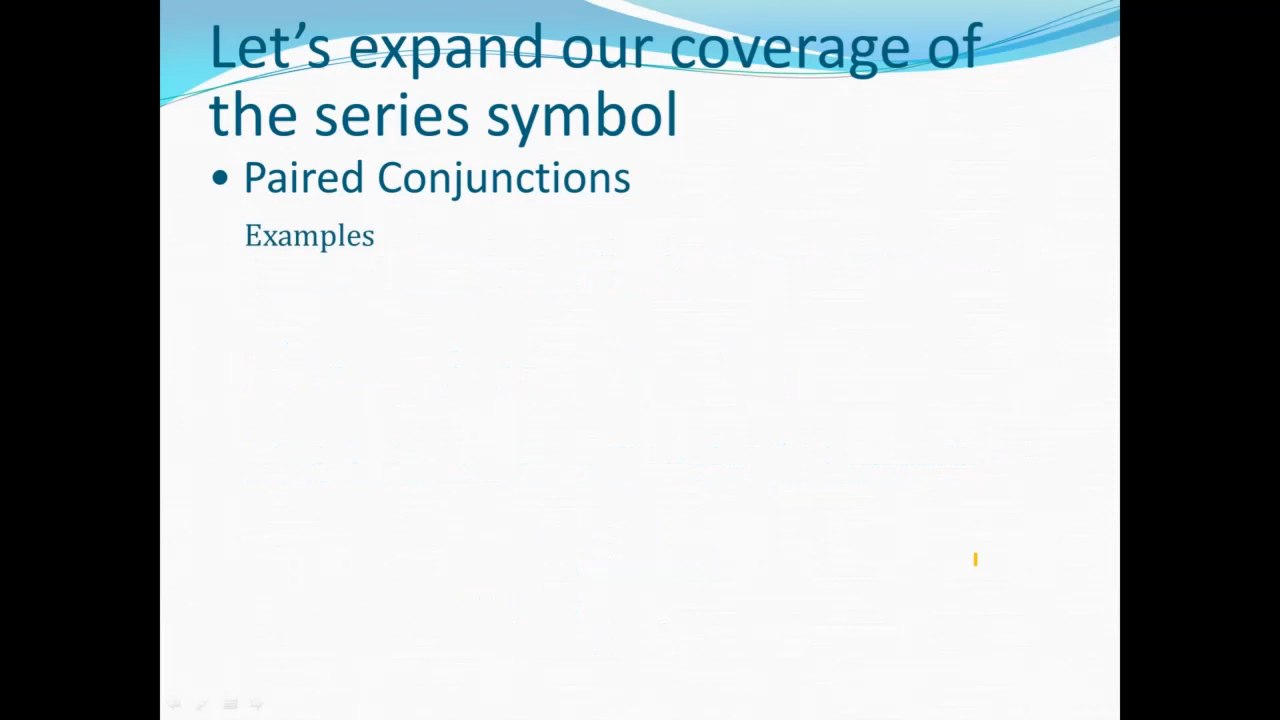 Let’s expand our coverage of
the series symbol
• Paired Conjunctions
Examples